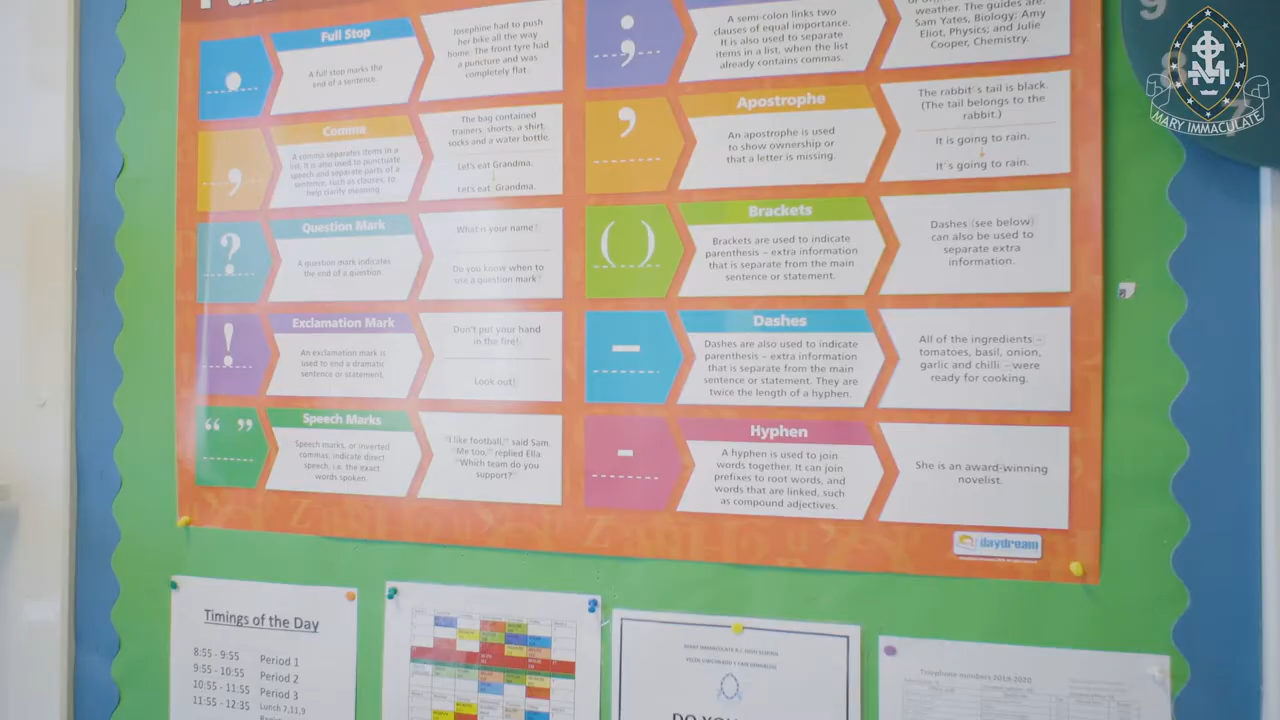 Full Stop
A full stop marks the
end of a sentence.
Josephine had to push
her bike all the way
home. The front tyre had
a puncture and was
completely flat.
Comma
A comma separates items in a
list. It is also used to punctuate
speech and separate parts of a
sentence, such as clauses, to
help clarify meaning.
The bag contained
trainers, shorts, a shirt,
socks and a water bottle.
Let's eat Grandma.
↓
Let's eat, Grandma.
?
Question Mark
A question mark indicates
the end of a question.
What is your name?
Do you know when to
use a question mark?
!
Exclamation Mark
An exclamation mark is
used to end a dramatic
sentence or statement.
Don't put your hand
in the fire!
Look out!
“ ”
Speech Marks
Speech marks, or inverted
commas, indicate direct
speech, i.e. the exact
words spoken.
"I like football," said Sam.
"Me too," replied Ella.
"Which team do you
support?"
;
A semi-colon links two
clauses of equal importance.
It is also used to separate
items in a list, when the list
already contains commas.
weather. The guides are:
Sam Yates, Biology; Amy
Eliot, Physics; and Julie
Cooper, Chemistry.
’
Apostrophe
An apostrophe is used
to show ownership or
that a letter is missing.
The rabbit's tail is black.
(The tail belongs to the
rabbit.)
It is going to rain.
↓
It's going to rain.
( )
Brackets
Brackets are used to indicate
parenthesis – extra information
that is separate from the main
sentence or statement.
Dashes (see below)
can also be used to
separate extra
information.
–
Dashes
Dashes are also used to indicate
parenthesis – extra information
that is separate from the main
sentence or statement. They are
twice the length of a hyphen.
All of the ingredients –
tomatoes, basil, onion,
garlic and chilli – were
ready for cooking.
-
Hyphen
A hyphen is used to join
words together. It can join
prefixes to root words, and
words that are linked, such
as compound adjectives.
She is an award-winning
novelist.
daydream
9
MARY IMMACULATE
Timings of the Day
8:55 - 9:55 Period 1
9:55 - 10:55 Period 2
10:55 - 11:55 Period 3
11:55 - 12:35 Lunch 7,11,9
MARY IMMACULATE R.C. HIGH SCHOOL
Telephone numbers 2019-2020